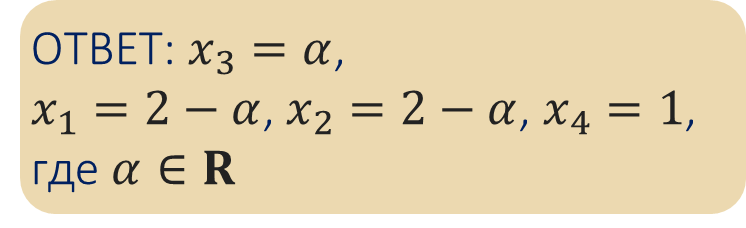 ОТВЕТ: 𝑥₃ = 𝛼,
𝑥₁ = 2 − 𝛼, 𝑥₂ = 2 − 𝛼, 𝑥₄ = 1,
где 𝛼 ∈ 𝐑